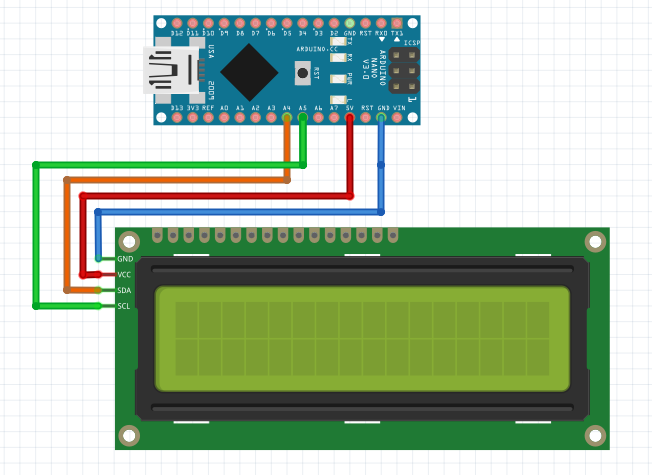 D12 D11 D10 D9 D8 D7 D6 D5 D4 D3 D2 GND RST RX0 TX1
TX
RX
PWR
L
ARDUINO.CC
RST
ARDUINO
NANO
V3.0
ICSP
1
USA
2009
D13 3V3 REF A0 A1 A2 A3 A4 A5 A6 A7 5V RST GND VIN
GND
VCC
SDA
SCL